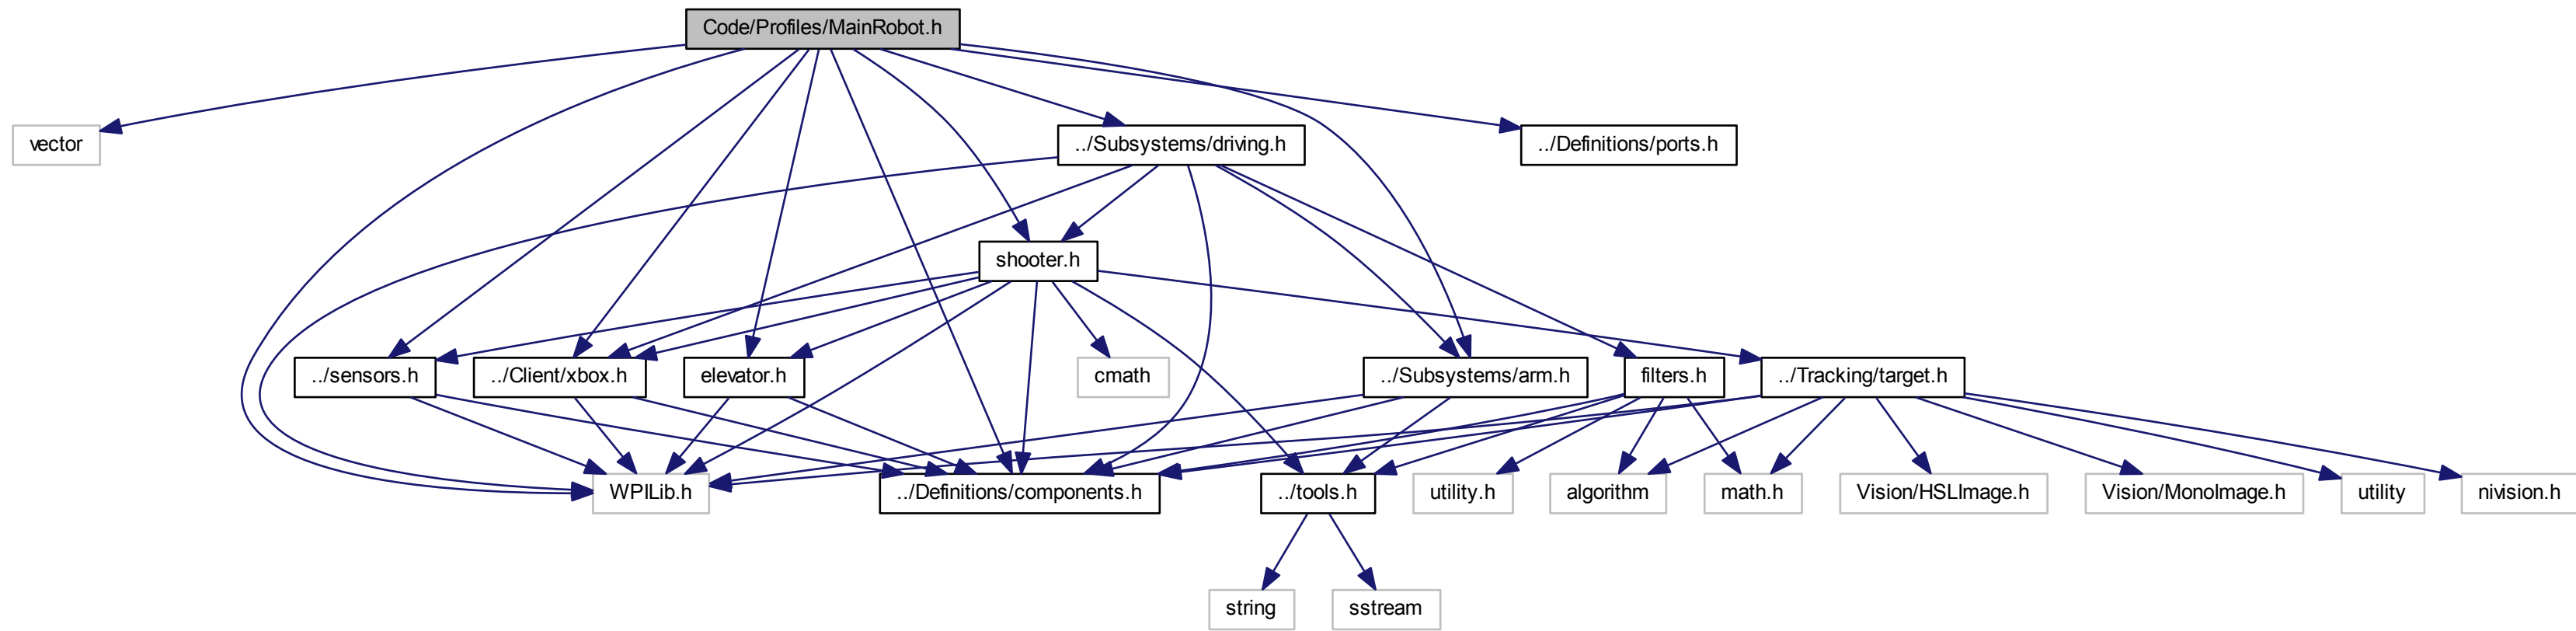 Code/Profiles/MainRobot.h
vector
../Subsystems/driving.h
../Definitions/ports.h
shooter.h
../sensors.h
../Client/xbox.h
elevator.h
cmath
../Subsystems/arm.h
filters.h
../Tracking/target.h
WPILib.h
../Definitions/components.h
../tools.h
utility.h
algorithm
math.h
Vision/HSLImage.h
Vision/MonoImage.h
utility
nivision.h
string
sstream